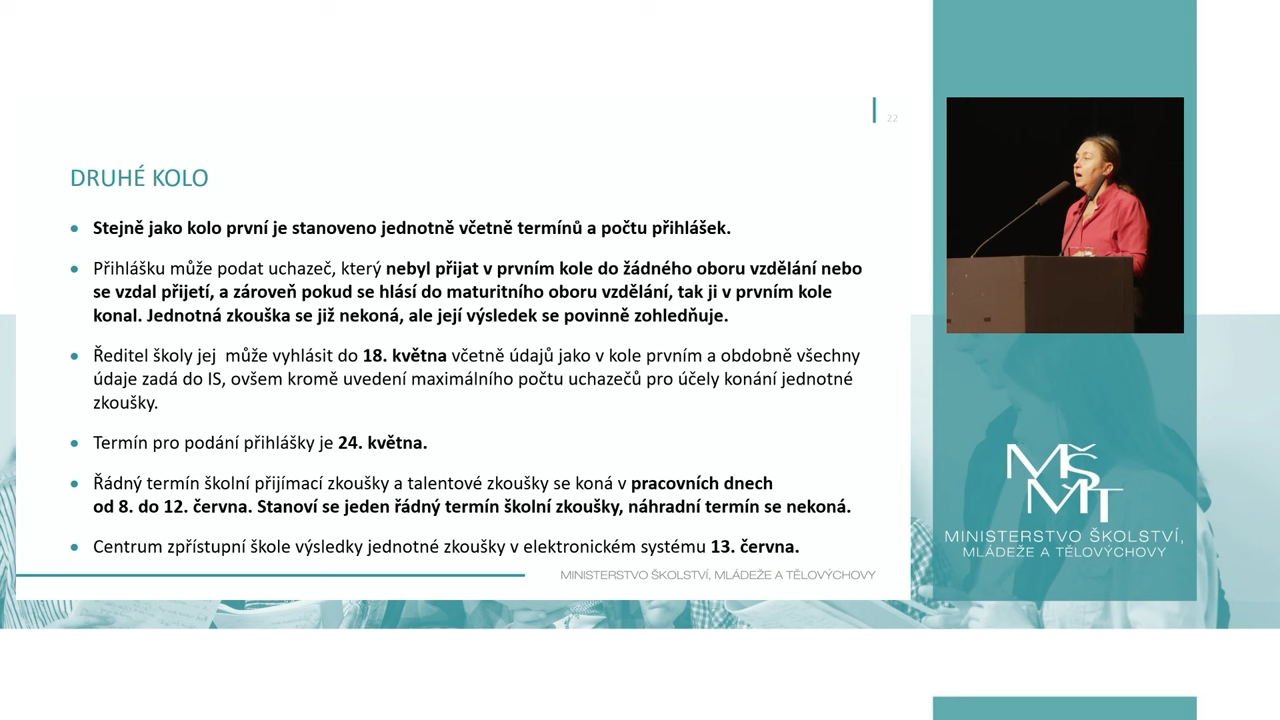 22
DRUHÉ KOLO
• Stejně jako kolo první je stanoveno jednotně včetně termínů a počtu přihlášek.
• Přihlášku může podat uchazeč, který nebyl přijat v prvním kole do žádného oboru vzdělání nebo
se vzdal přijetí, a zároveň pokud se hlásí do maturitního oboru vzdělání, tak ji v prvním kole
konal. Jednotná zkouška se již nekoná, ale její výsledek se povinně zohledňuje.
• Ředitel školy jej může vyhlásit do 18. května včetně údajů jako v kole prvním a obdobně všechny
údaje zadá do IS, ovšem kromě uvedení maximálního počtu uchazečů pro účely konání jednotné
zkoušky.
• Termín pro podání přihlášky je 24. května.
• Řádný termín školní přijímací zkoušky a talentové zkoušky se koná v pracovních dnech
od 8. do 12. června. Stanoví se jeden řádný termín školní zkoušky, náhradní termín se nekoná.
• Centrum zpřístupní škole výsledky jednotné zkoušky v elektronickém systému 13. června.
MINISTERSTVO ŠKOLSTVÍ, MLÁDEŽE A TĚLOVÝCHOVY
MŠ
MT
MINISTERSTVO ŠKOLSTVÍ,
MLÁDEŽE A TĚLOVÝCHOVY